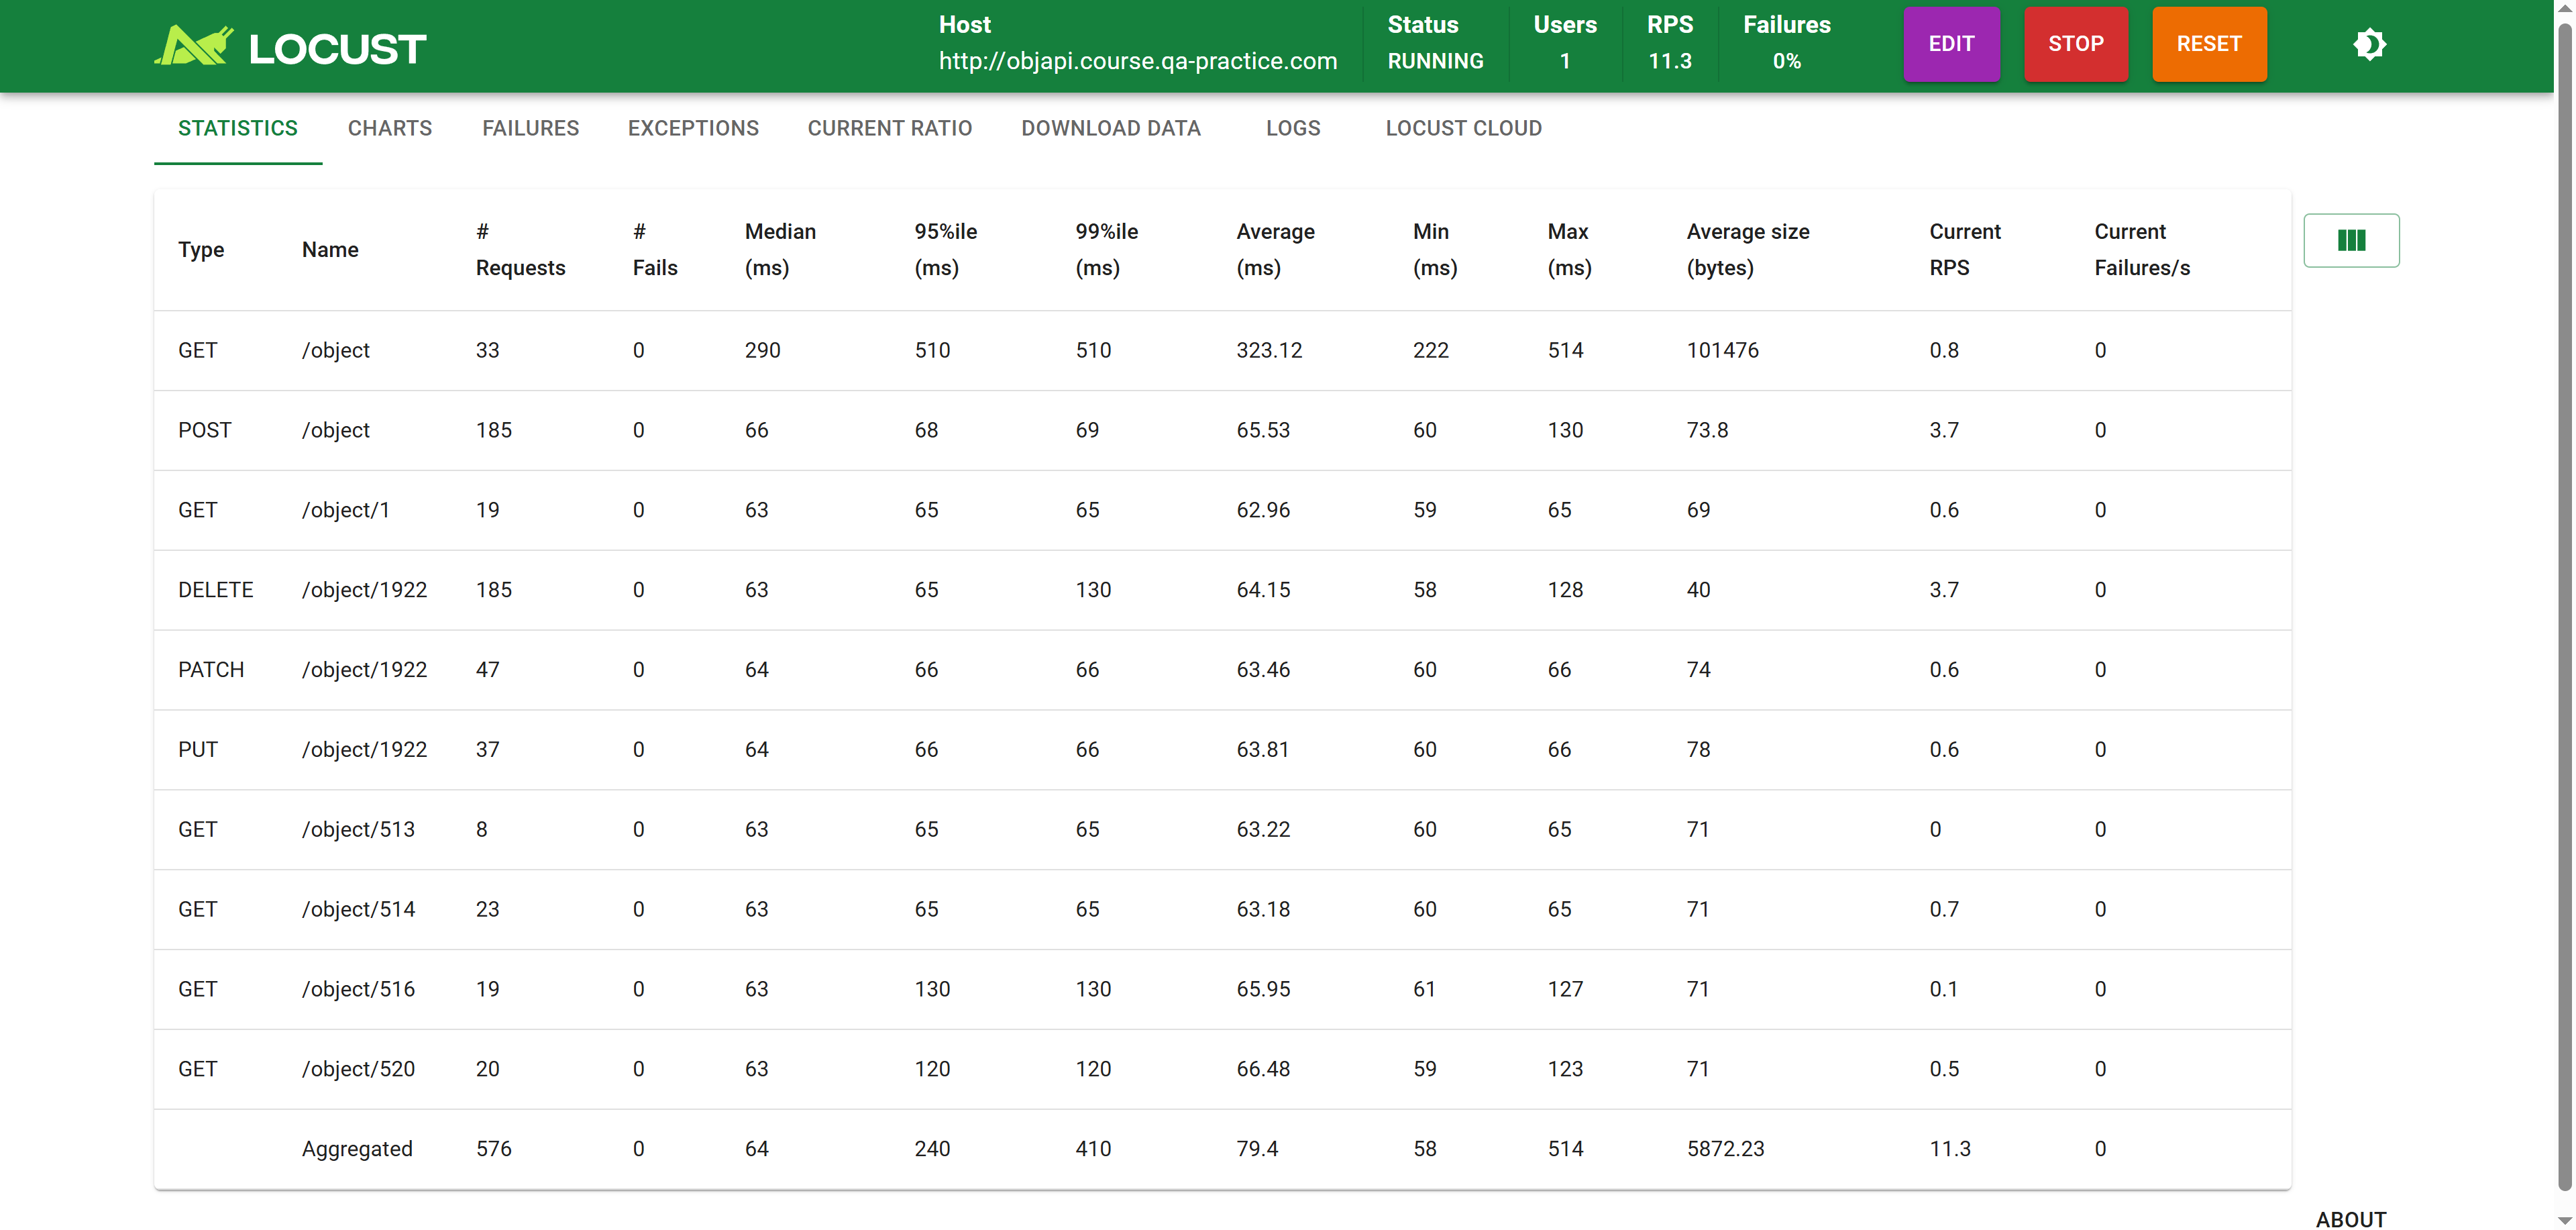 LOCUST
Host
http://objapi.course.qa-practice.com
Status
RUNNING
Users
1
RPS
11.3
Failures
0%
EDIT
STOP
RESET
STATISTICS CHARTS FAILURES EXCEPTIONS CURRENT RATIO DOWNLOAD DATA LOGS LOCUST CLOUD
Type Name # Requests # Fails Median (ms) 95%ile (ms) 99%ile (ms) Average (ms) Min (ms) Max (ms) Average size (bytes) Current RPS Current Failures/s
GET /object 33 0 290 510 510 323.12 222 514 101476 0.8 0
POST /object 185 0 66 68 69 65.53 60 130 73.8 3.7 0
GET /object/1 19 0 63 65 65 62.96 59 65 69 0.6 0
DELETE /object/1922 185 0 63 65 130 64.15 58 128 40 3.7 0
PATCH /object/1922 47 0 64 66 66 63.46 60 66 74 0.6 0
PUT /object/1922 37 0 64 66 66 63.81 60 66 78 0.6 0
GET /object/513 8 0 63 65 65 63.22 60 65 71 0 0
GET /object/514 23 0 63 65 65 63.18 60 65 71 0.7 0
GET /object/516 19 0 63 130 130 65.95 61 127 71 0.1 0
GET /object/520 20 0 63 120 120 66.48 59 123 71 0.5 0
Aggregated 576 0 64 240 410 79.4 58 514 5872.23 11.3 0
ABOUT